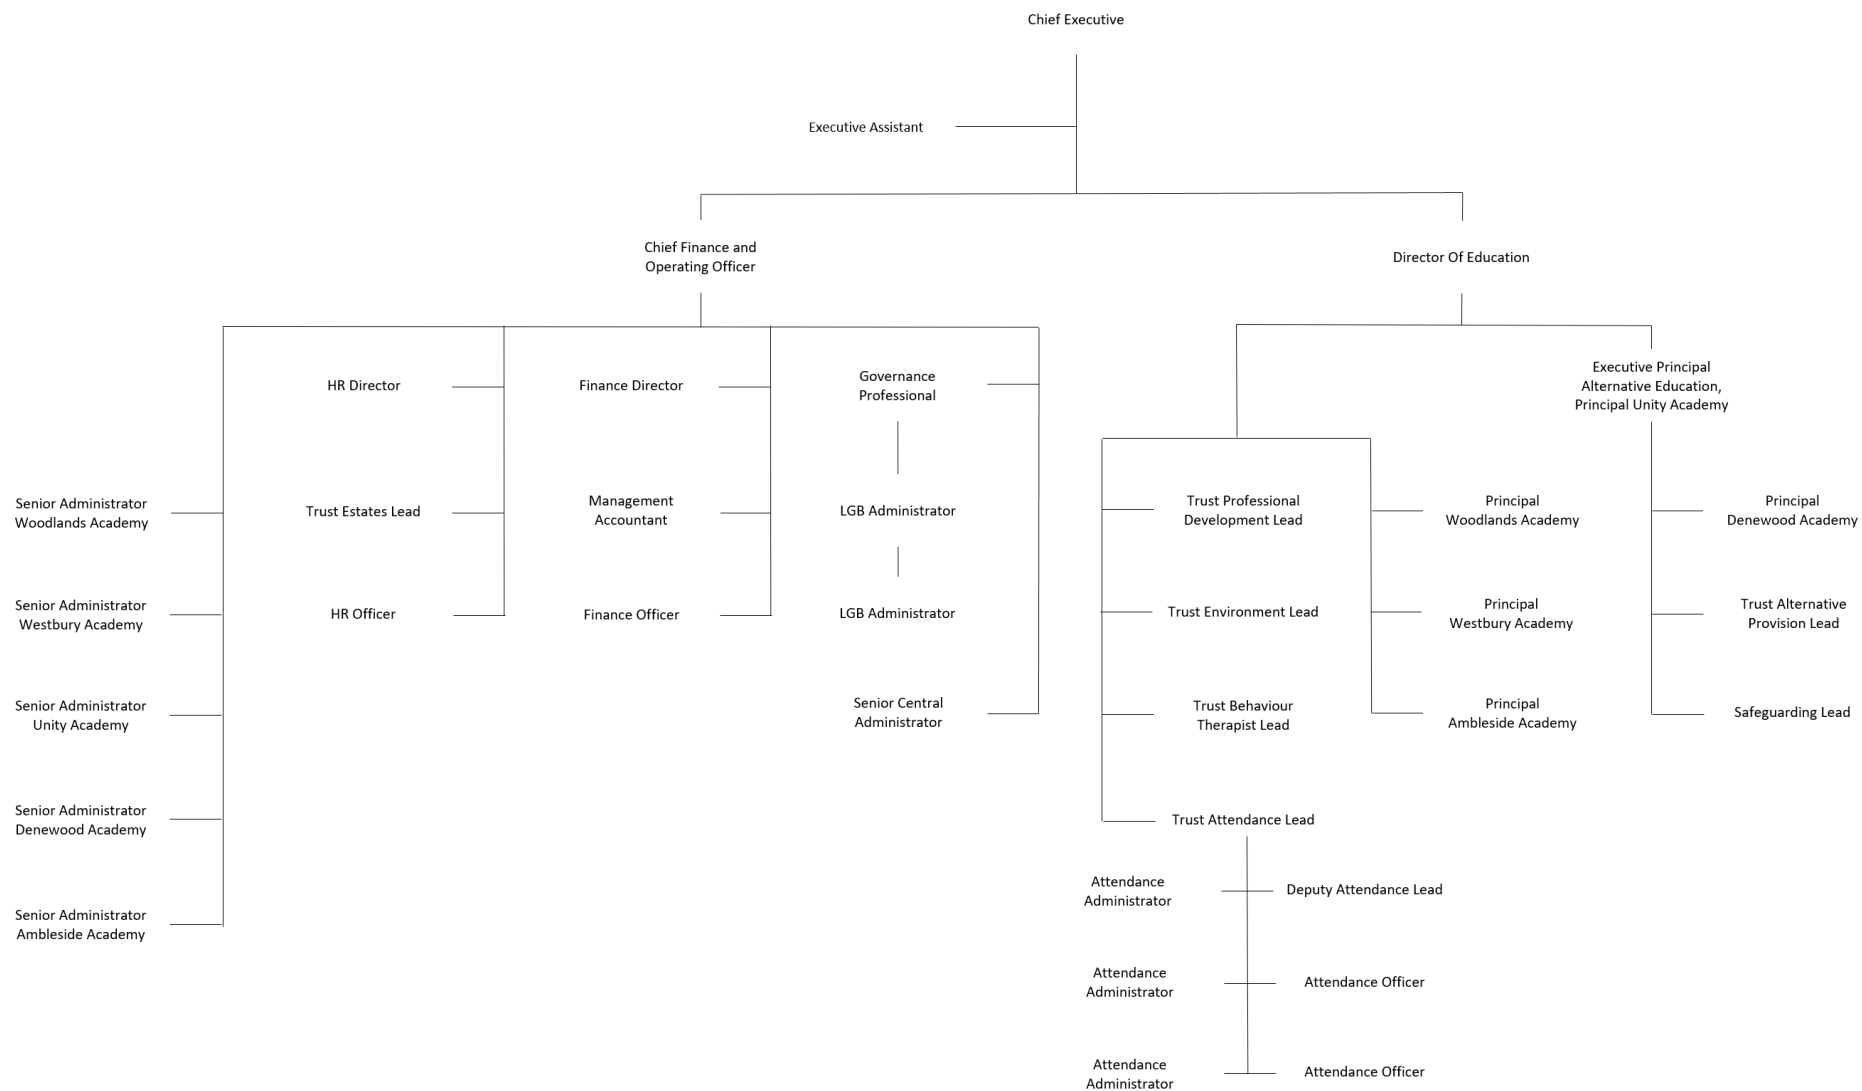 Chief Executive
Executive Assistant
Chief Finance and
Operating Officer
Director Of Education
HR Director
Finance Director
Governance
Professional
Executive Principal
Alternative Education,
Principal Unity Academy
Senior Administrator
Woodlands Academy
Trust Estates Lead
Management
Accountant
LGB Administrator
Trust Professional
Development Lead
Principal
Woodlands Academy
Principal
Denewood Academy
Senior Administrator
Westbury Academy
HR Officer
Finance Officer
LGB Administrator
Trust Environment Lead
Principal
Westbury Academy
Trust Alternative
Provision Lead
Senior Administrator
Unity Academy
Senior Central
Administrator
Trust Behaviour
Therapist Lead
Principal
Ambleside Academy
Safeguarding Lead
Senior Administrator
Denewood Academy
Trust Attendance Lead
Senior Administrator
Ambleside Academy
Attendance
Administrator
Deputy Attendance Lead
Attendance
Administrator
Attendance Officer
Attendance
Administrator
Attendance Officer